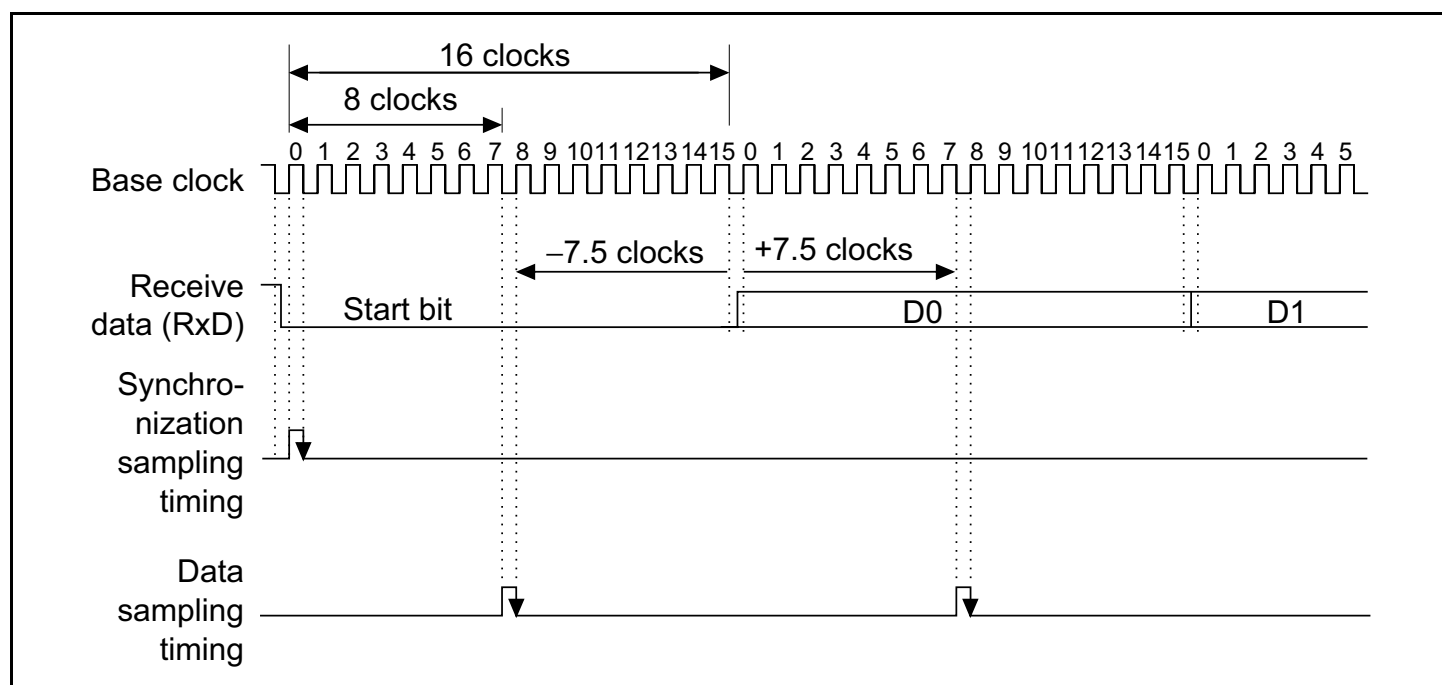 16 clocks
8 clocks
0 1 2 3 4 5 6 7 8 9 10 11 12 13 14 15 0 1 2 3 4 5 6 7 8 9 10 11 12 13 14 15 0 1 2 3 4 5
Base clock
–7.5 clocks +7.5 clocks
Receive
data (RxD)
Start bit D0 D1
Synchro-
nization
sampling
timing
Data
sampling
timing